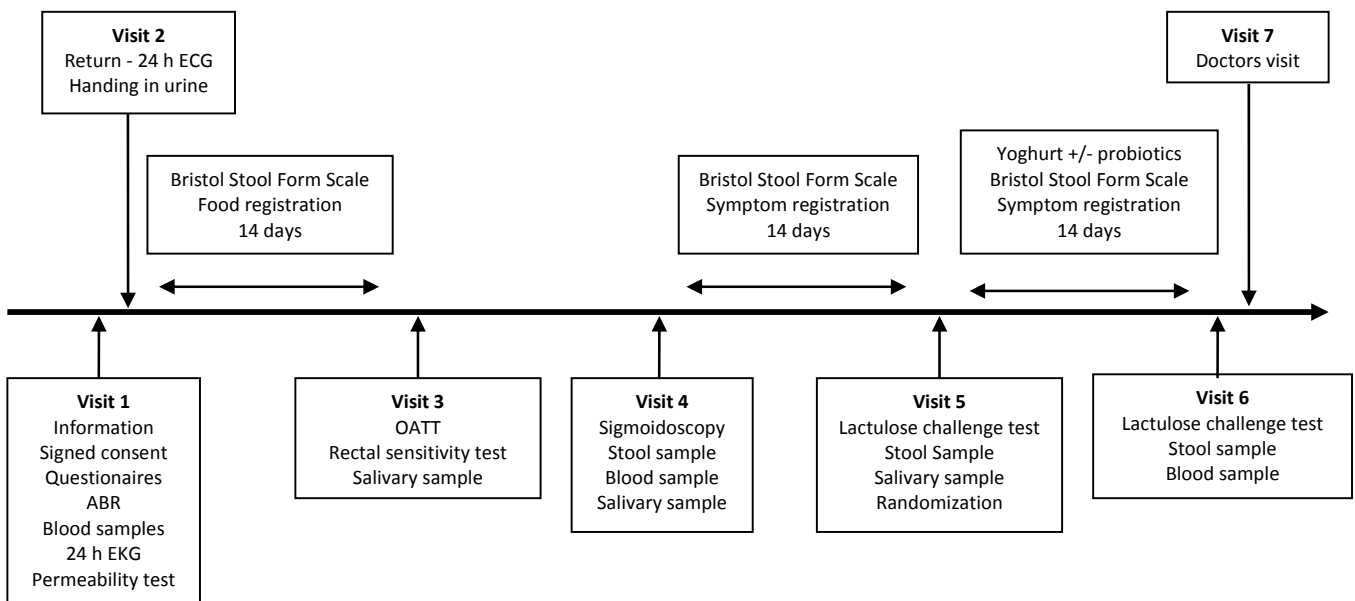 Visit 2
Return - 24 h ECG
Handing in urine
Visit 7
Doctors visit
Bristol Stool Form Scale
Food registration
14 days
Bristol Stool Form Scale
Symptom registration
14 days
Yoghurt +/- probiotics
Bristol Stool Form Scale
Symptom registration
14 days
Visit 1
Information
Signed consent
Questionaires
ABR
Blood samples
24 h EKG
Permeability test
Visit 3
OATT
Rectal sensitivity test
Salivary sample
Visit 4
Sigmoidoscopy
Stool sample
Blood sample
Salivary sample
Visit 5
Lactulose challenge test
Stool Sample
Salivary sample
Randomization
Visit 6
Lactulose challenge test
Stool sample
Blood sample